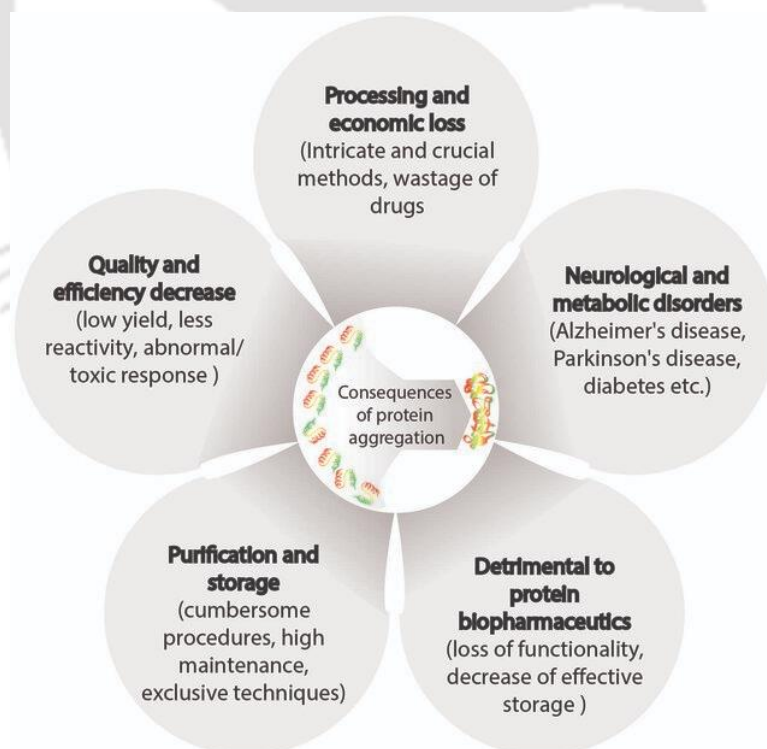 Processing and
economic loss
(Intricate and crucial
methods, wastage of
drugs
Quality and
efficiency decrease
(low yield, less
reactivity, abnormal/
toxic response )
Neurological and
metabolic disorders
(Alzheimer's disease,
Parkinson's disease,
diabetes etc.)
Consequences
of protein
aggregation
Purification and
storage
(cumbersome
procedures, high
maintenance,
exclusive techniques)
Detrimental to
protein
biopharmaceutics
(loss of functionality,
decrease of effective
storage )